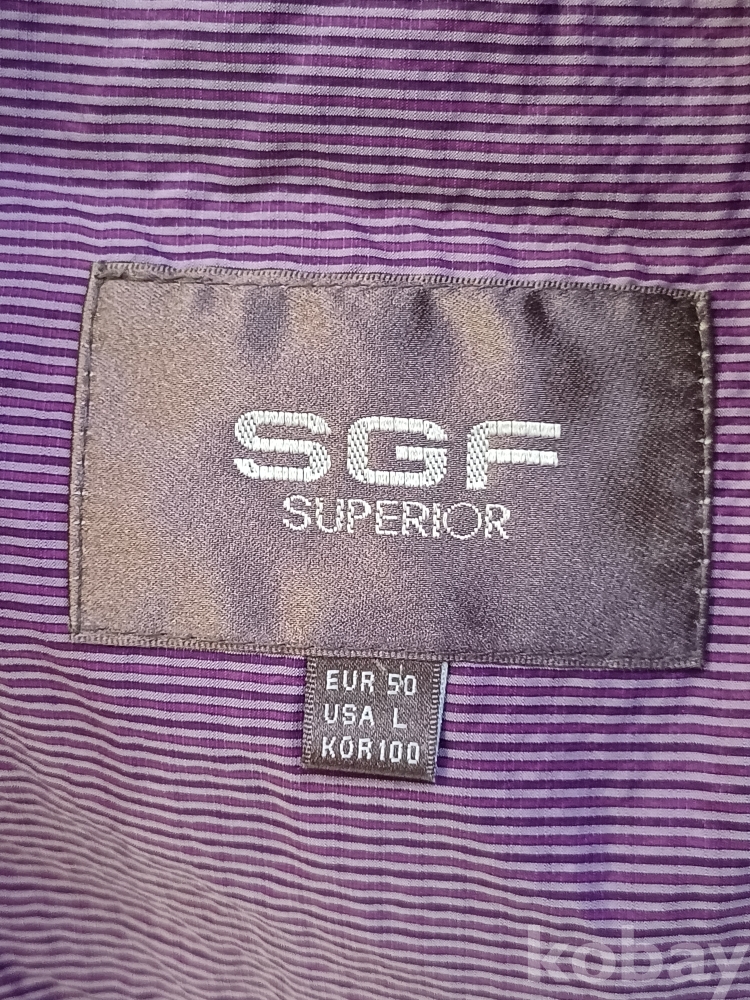 SGF
SUPERIOR
EUR 50
USA L
KOR100
kobay